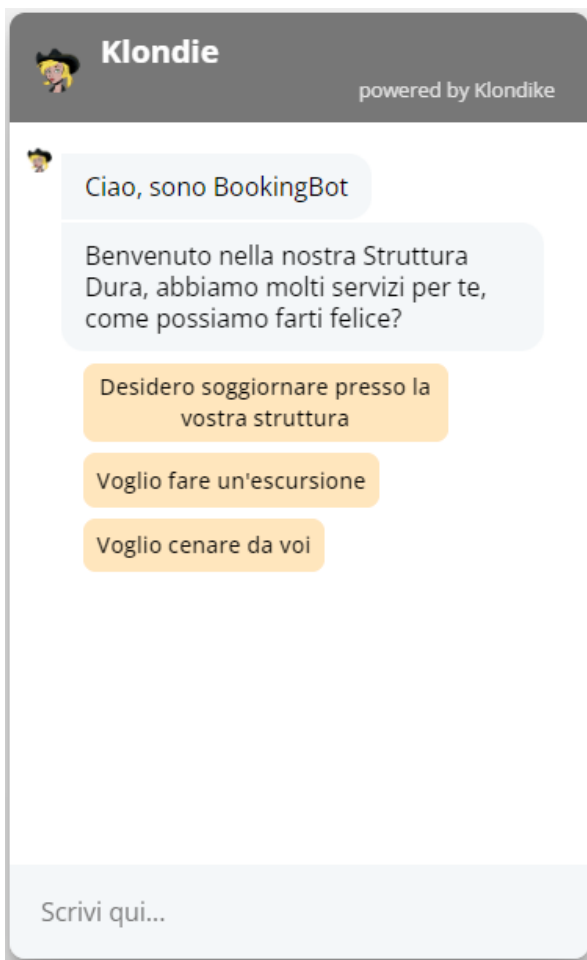 Klondie
powered by Klondike
Ciao, sono BookingBot
Benvenuto nella nostra Struttura
Dura, abbiamo molti servizi per te,
come possiamo farti felice?
Desidero soggiornare presso la
vostra struttura
Voglio fare un'escursione
Voglio cenare da voi
Scrivi qui...